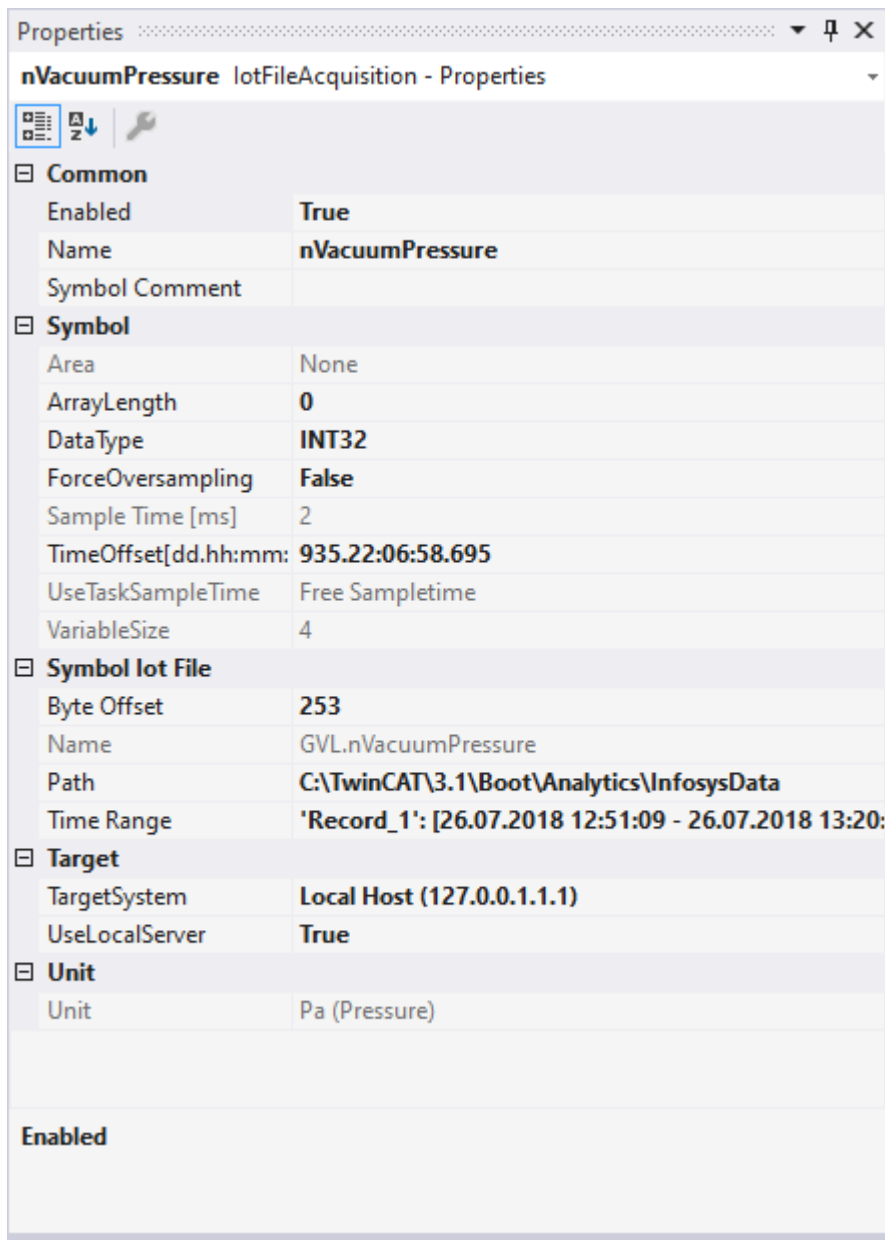 Properties
nVacuumPressure IotFileAcquisition - Properties
Common
Enabled True
Name nVacuumPressure
Symbol Comment
Symbol
Area None
ArrayLength 0
DataType INT32
ForceOversampling False
Sample Time [ms] 2
TimeOffset[dd.hh:mm: 935.22:06:58.695
UseTaskSampleTime Free Sampletime
VariableSize 4
Symbol Iot File
Byte Offset 253
Name GVL.nVacuumPressure
Path C:\TwinCAT\3.1\Boot\Analytics\InfosysData
Time Range 'Record_1': [26.07.2018 12:51:09 - 26.07.2018 13:20:
Target
TargetSystem Local Host (127.0.0.1.1.1)
UseLocalServer True
Unit
Unit Pa (Pressure)
Enabled